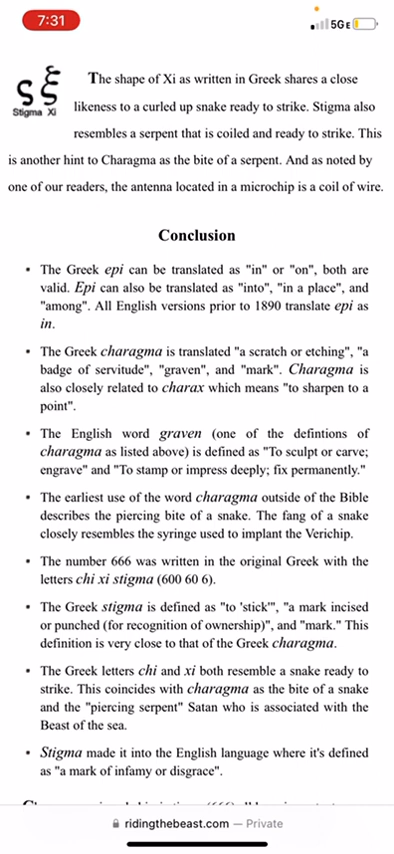 7:31
5GE
ϛ ξ
Stigma Xi
The shape of Xi as written in Greek shares a close
likeness to a curled up snake ready to strike. Stigma also
resembles a serpent that is coiled and ready to strike. This
is another hint to Charagma as the bite of a serpent. And as noted by
one of our readers, the antenna located in a microchip is a coil of wire.
Conclusion
• The Greek epi can be translated as "in" or "on", both are
valid. Epi can also be translated as "into", "in a place", and
"among". All English versions prior to 1890 translate epi as
in.
• The Greek charagma is translated "a scratch or etching", "a
badge of servitude", "graven", and "mark". Charagma is
also closely related to charax which means "to sharpen to a
point".
• The English word graven (one of the defintions of
charagma as listed above) is defined as "To sculpt or carve;
engrave" and "To stamp or impress deeply; fix permanently."
• The earliest use of the word charagma outside of the Bible
describes the piercing bite of a snake. The fang of a snake
closely resembles the syringe used to implant the Verichip.
• The number 666 was written in the original Greek with the
letters chi xi stigma (600 60 6).
• The Greek stigma is defined as "to 'stick'", "a mark incised
or punched (for recognition of ownership)", and "mark." This
definition is very close to that of the Greek charagma.
• The Greek letters chi and xi both resemble a snake ready to
strike. This coincides with charagma as the bite of a snake
and the "piercing serpent" Satan who is associated with the
Beast of the sea.
• Stigma made it into the English language where it's defined
as "a mark of infamy or disgrace".
ridingthebeast.com — Private